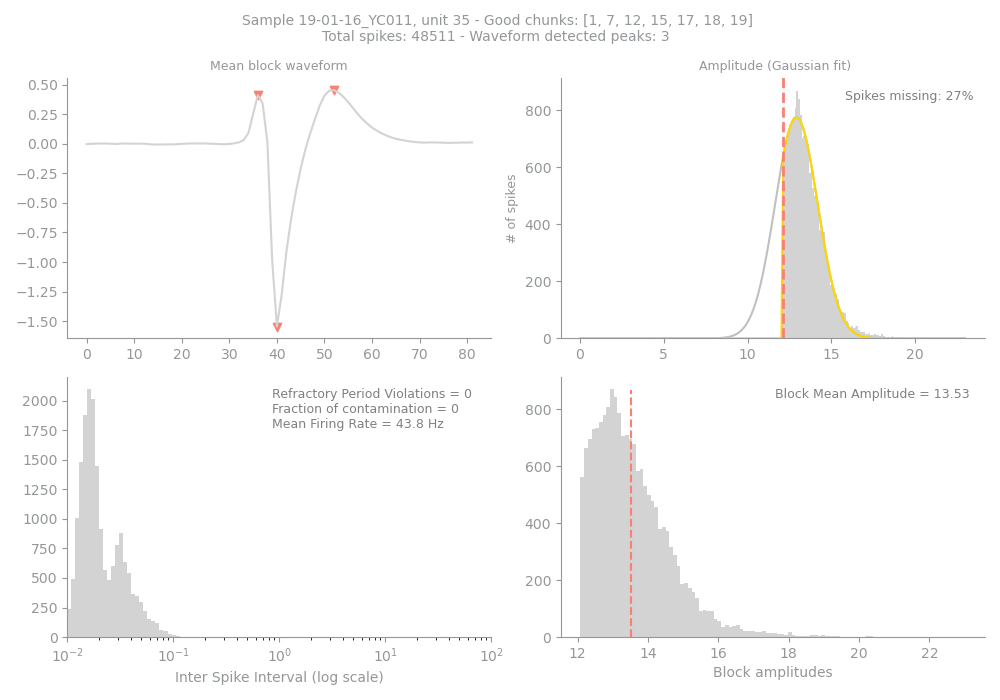 Sample 19-01-16_YC011, unit 35 - Good chunks: [1, 7, 12, 15, 17, 18, 19]
Total spikes: 48511 - Waveform detected peaks: 3
Mean block waveform
0.50
0.25
0.00
−0.25
−0.50
−0.75
−1.00
−1.25
−1.50
0 10 20 30 40 50 60 70 80
Amplitude (Gaussian fit)
Spikes missing: 27%
# of spikes
800
600
400
200
0
0 5 10 15 20
Refractory Period Violations = 0
Fraction of contamination = 0
Mean Firing Rate = 43.8 Hz
2000
1750
1500
1250
1000
750
500
250
0
10⁻² 10⁻¹ 10⁰ 10¹ 10²
Inter Spike Interval (log scale)
Block Mean Amplitude = 13.53
800
600
400
200
0
12 14 16 18 20 22
Block amplitudes